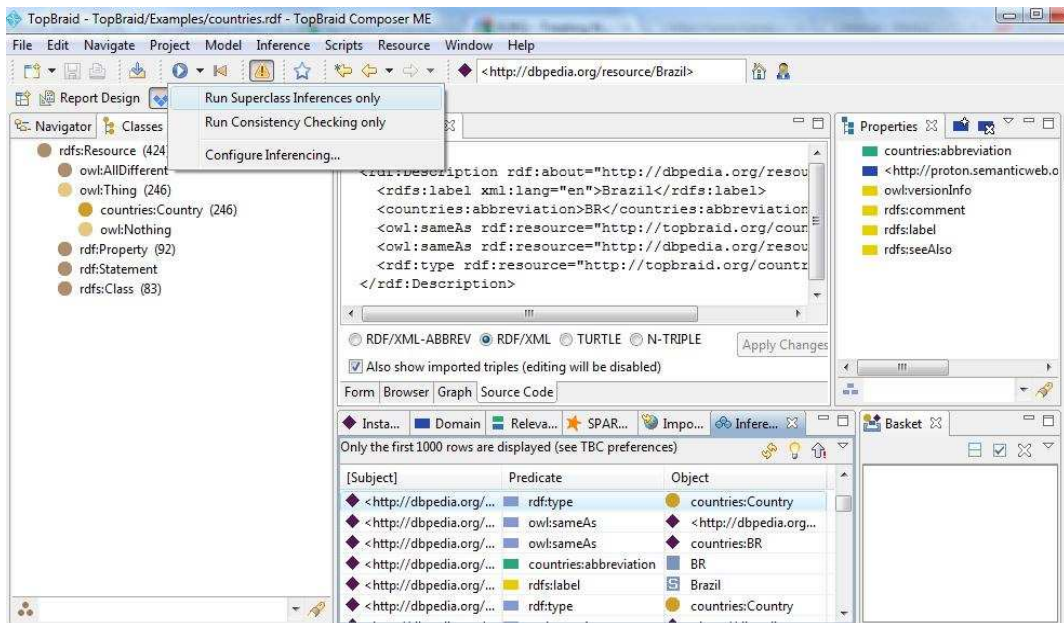 TopBraid - TopBraid/Examples/countries.rdf - TopBraid Composer ME
File Edit Navigate Project Model Inference Scripts Resource Window Help
<http://dbpedia.org/resource/Brazil>
Report Design
Run Superclass Inferences only
Run Consistency Checking only
Configure Inferencing...
Navigator Classes
rdfs:Resource (424
owl:AllDifferent
owl:Thing (246)
countries:Country (246)
owl:Nothing
rdf:Property (92)
rdf:Statement
rdfs:Class (83)
<rdf:Description rdf:about="http://dbpedia.org/resou
<rdfs:label xml:lang="en">Brazil</rdfs:label>
<countries:abbreviation>BR</countries:abbreviation
<owl:sameAs rdf:resource="http://topbraid.org/coun
<owl:sameAs rdf:resource="http://dbpedia.org/resou
<rdf:type rdf:resource="http://topbraid.org/countr
</rdf:Description>
RDF/XML-ABBREV RDF/XML TURTLE N-TRIPLE Apply Changes
Also show imported triples (editing will be disabled)
Form Browser Graph Source Code
Properties
countries:abbreviation
<http://proton.semanticweb.o
owl:versionInfo
rdfs:comment
rdfs:label
rdfs:seeAlso
Insta... Domain Releva... SPAR... Impo... Infere...
Only the first 1000 rows are displayed (see TBC preferences)
[Subject] Predicate Object
<http://dbpedia.org/... rdf:type countries:Country
<http://dbpedia.org/... owl:sameAs <http://dbpedia.org...
<http://dbpedia.org/... owl:sameAs countries:BR
<http://dbpedia.org/... countries:abbreviation BR
<http://dbpedia.org/... rdfs:label S Brazil
<http://dbpedia.org/... rdf:type countries:Country
Basket